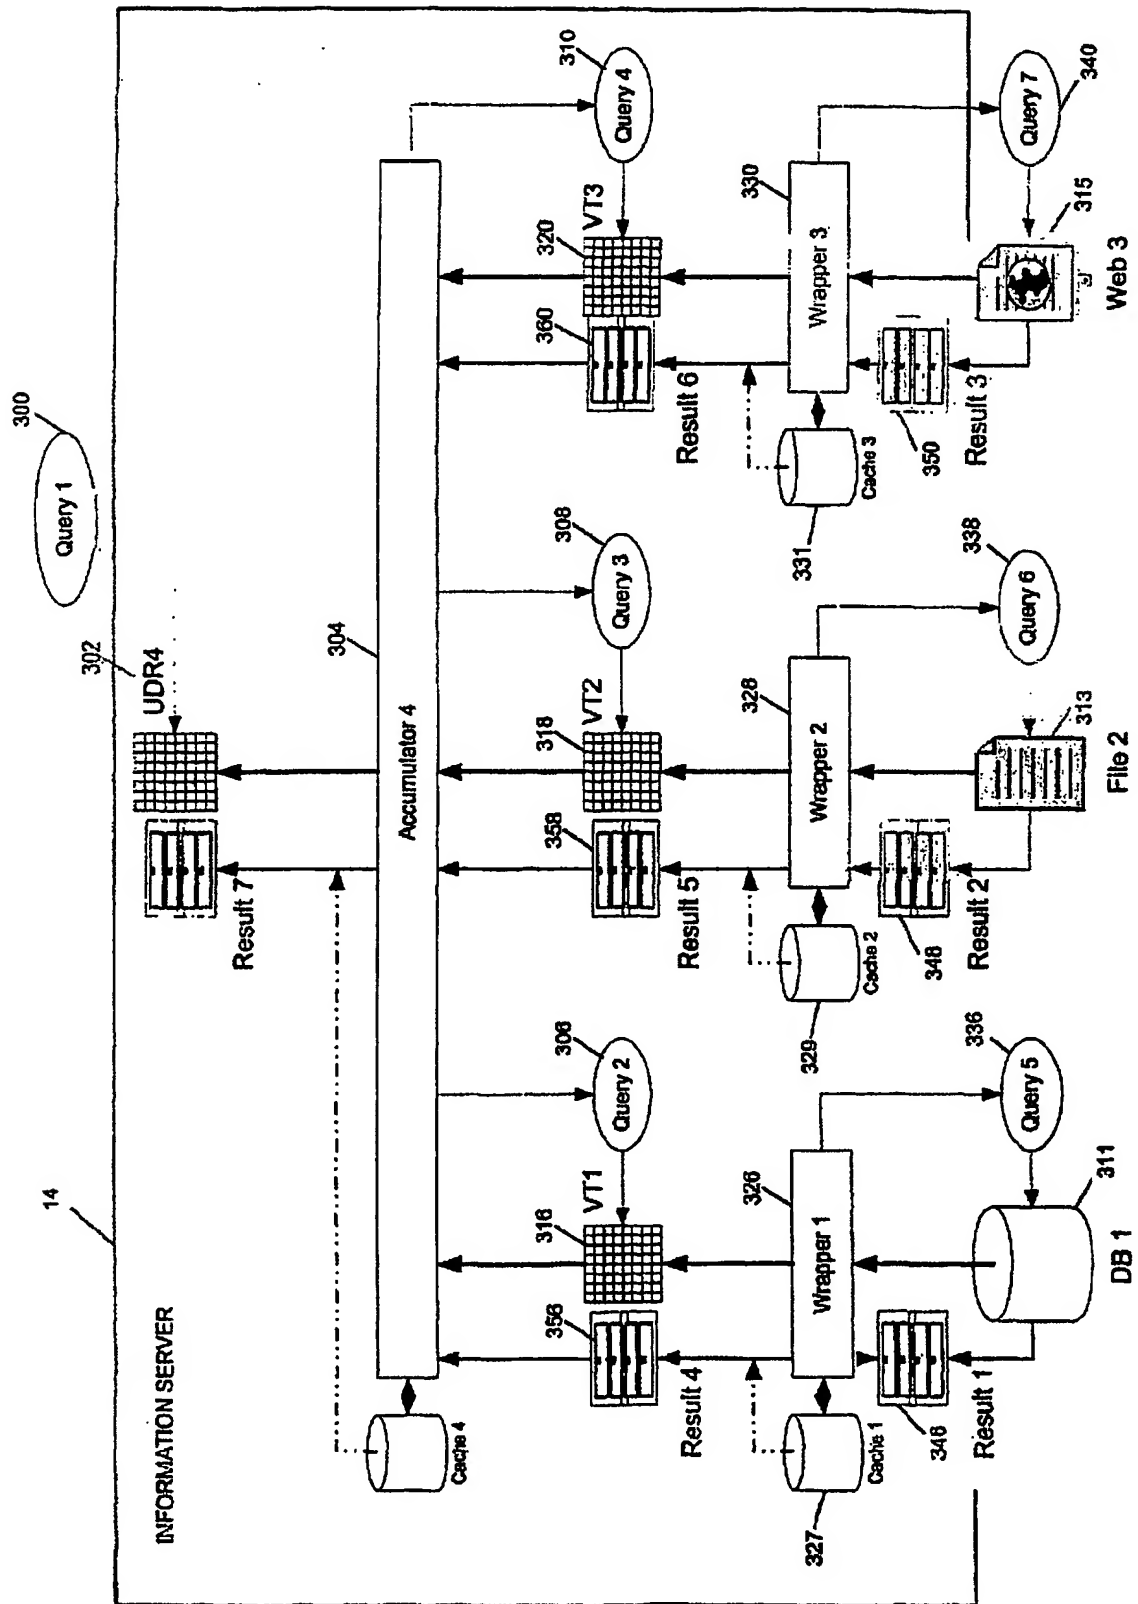 300
Query 1
14
INFORMATION SERVER
302
UDR4
Result 7
304
Accumulator 4
Cache 4
306
Query 2
308
Query 3
310
Query 4
VT1
316
356
Result 4
VT2
318
358
Result 5
VT3
320
360
Result 6
326
Wrapper 1
Cache 1
327
328
Wrapper 2
Cache 2
329
330
Wrapper 3
Cache 3
331
336
Query 5
338
Query 6
340
Query 7
346
Result 1
348
Result 2
350
Result 3
311
DB 1
313
File 2
315
Web 3